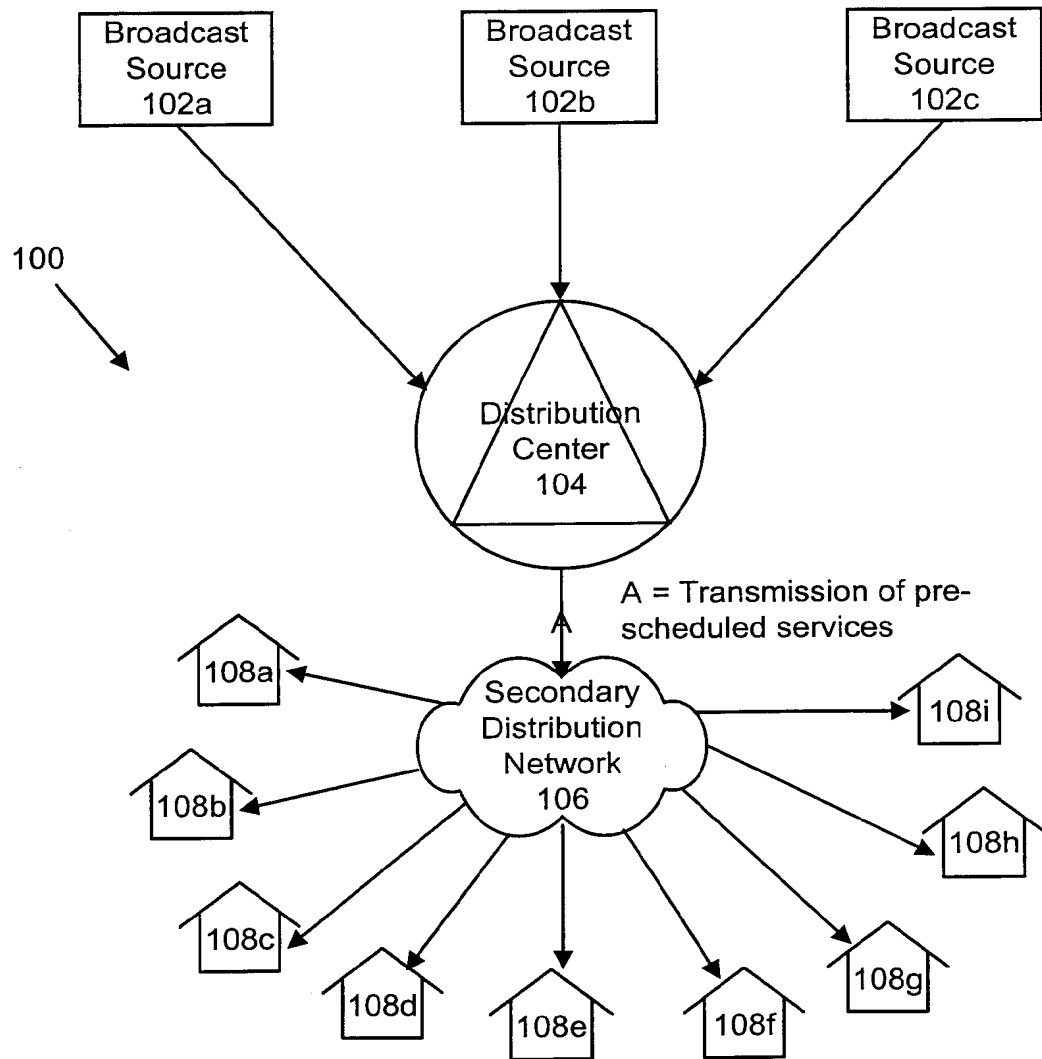 Broadcast
Source
102a
Broadcast
Source
102b
Broadcast
Source
102c
100
Distribution
Center
104
A = Transmission of pre-
scheduled services
A
Secondary
Distribution
Network
106
108a
108b
108c
108d
108e
108f
108g
108h
108i